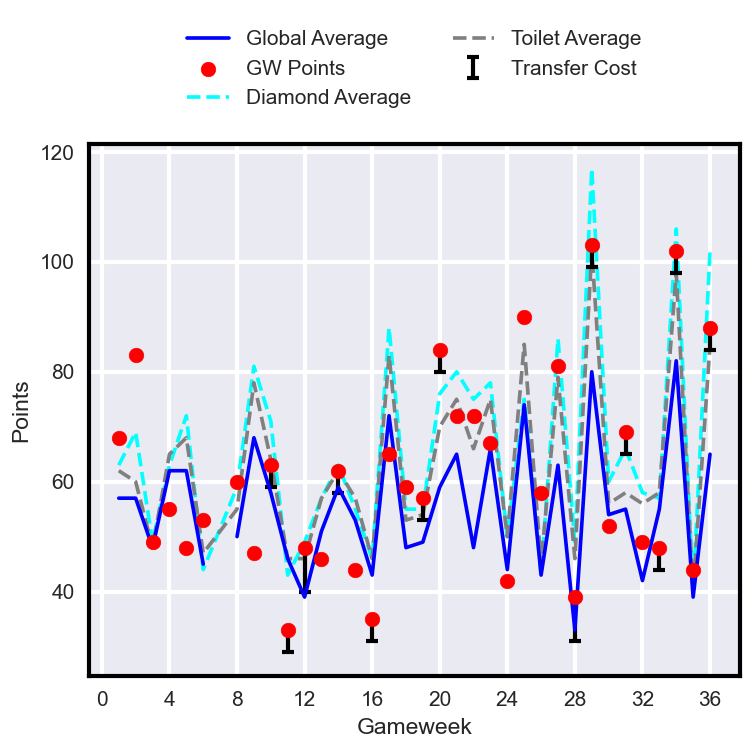 Global Average
GW Points
Diamond Average
Toilet Average
Transfer Cost
120
100
80
60
40
Points
0 4 8 12 16 20 24 28 32 36
Gameweek